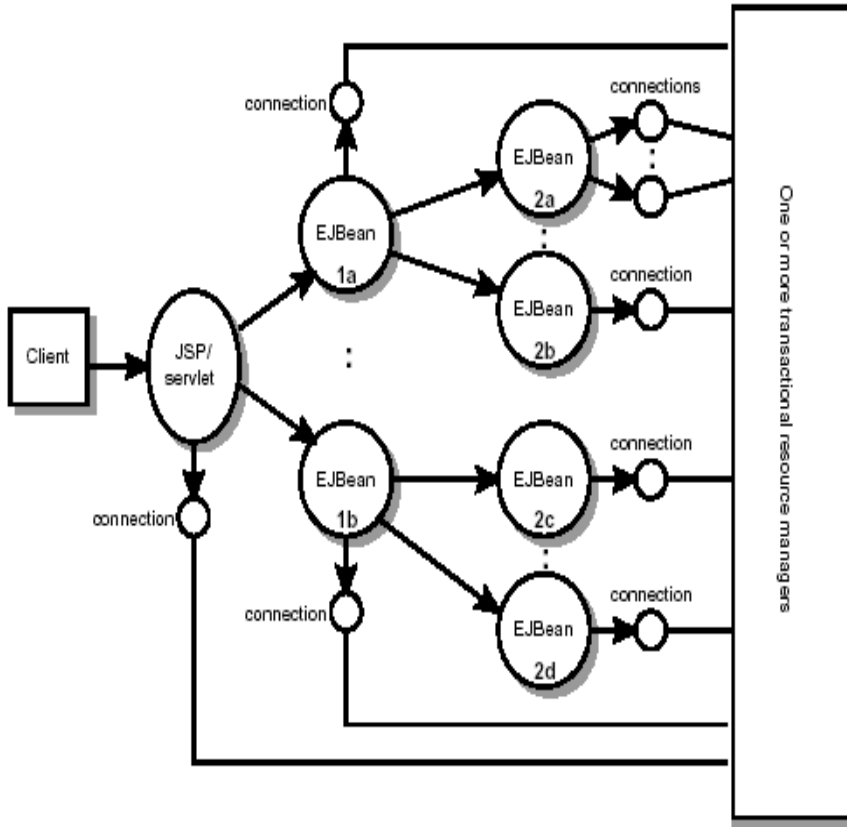 connections
connection
EJBean
2a
EJBean
1a
connection
EJBean
2b
Client
JSP/
servlet
One or more transactional resource managers
connection
EJBean
1b
EJBean
2c
connection
connection
connection
EJBean
2d